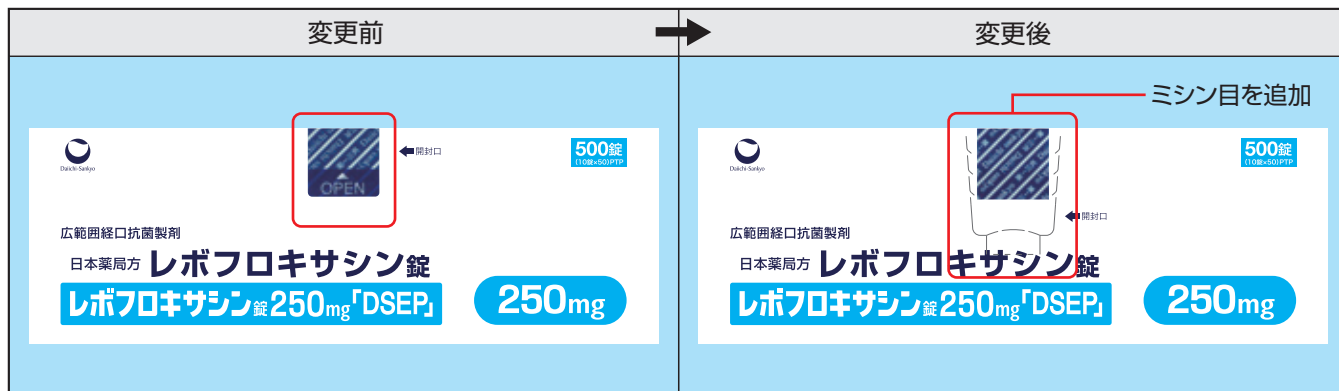 変更前
変更後
ミシン目を追加
Daiichi-Sankyo
OPEN
開封口
500錠
(10錠×50)PTP
広範囲経口抗菌製剤
日本薬局方 レボフロキサシン錠
レボフロキサシン錠250mg「DSEP」
250mg
Daiichi-Sankyo
開封口
500錠
(10錠×50)PTP
広範囲経口抗菌製剤
日本薬局方 レボフロキサシン錠
レボフロキサシン錠250mg「DSEP」
250mg